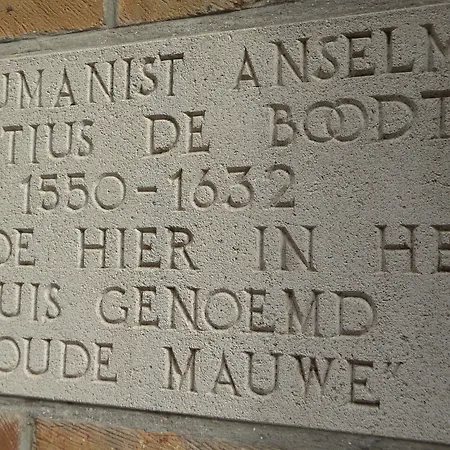 UMANIST ANSELM
TIUS DE BOODT
1550-1632
DE HIER IN HE
UIS GENOEMD
OUDE MAUWE"